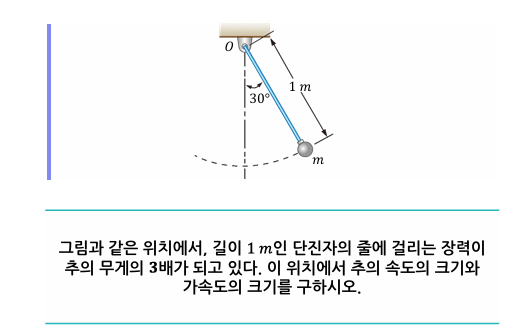 O
1 m
30°
m
그림과 같은 위치에서, 길이 1 m인 단진자의 줄에 걸리는 장력이
추의 무게의 3배가 되고 있다. 이 위치에서 추의 속도의 크기와
가속도의 크기를 구하시오.